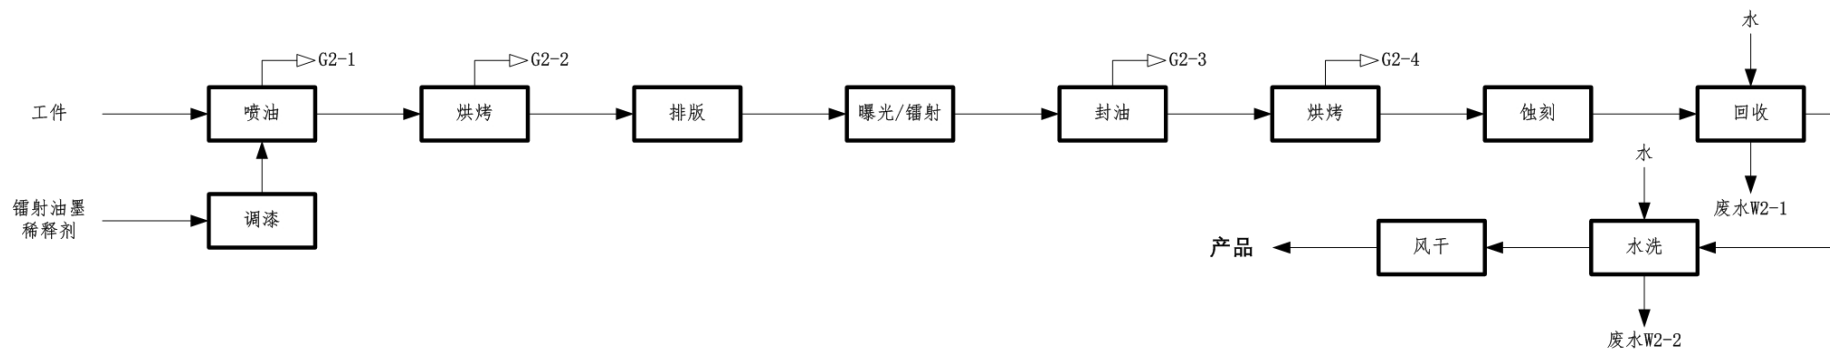 水
G2-1
G2-2
G2-3
G2-4
工件
喷油
烘烤
排版
曝光/镭射
封油
烘烤
蚀刻
回收
水
镭射油墨
稀释剂
调漆
废水W2-1
产品
风干
水洗
废水W2-2